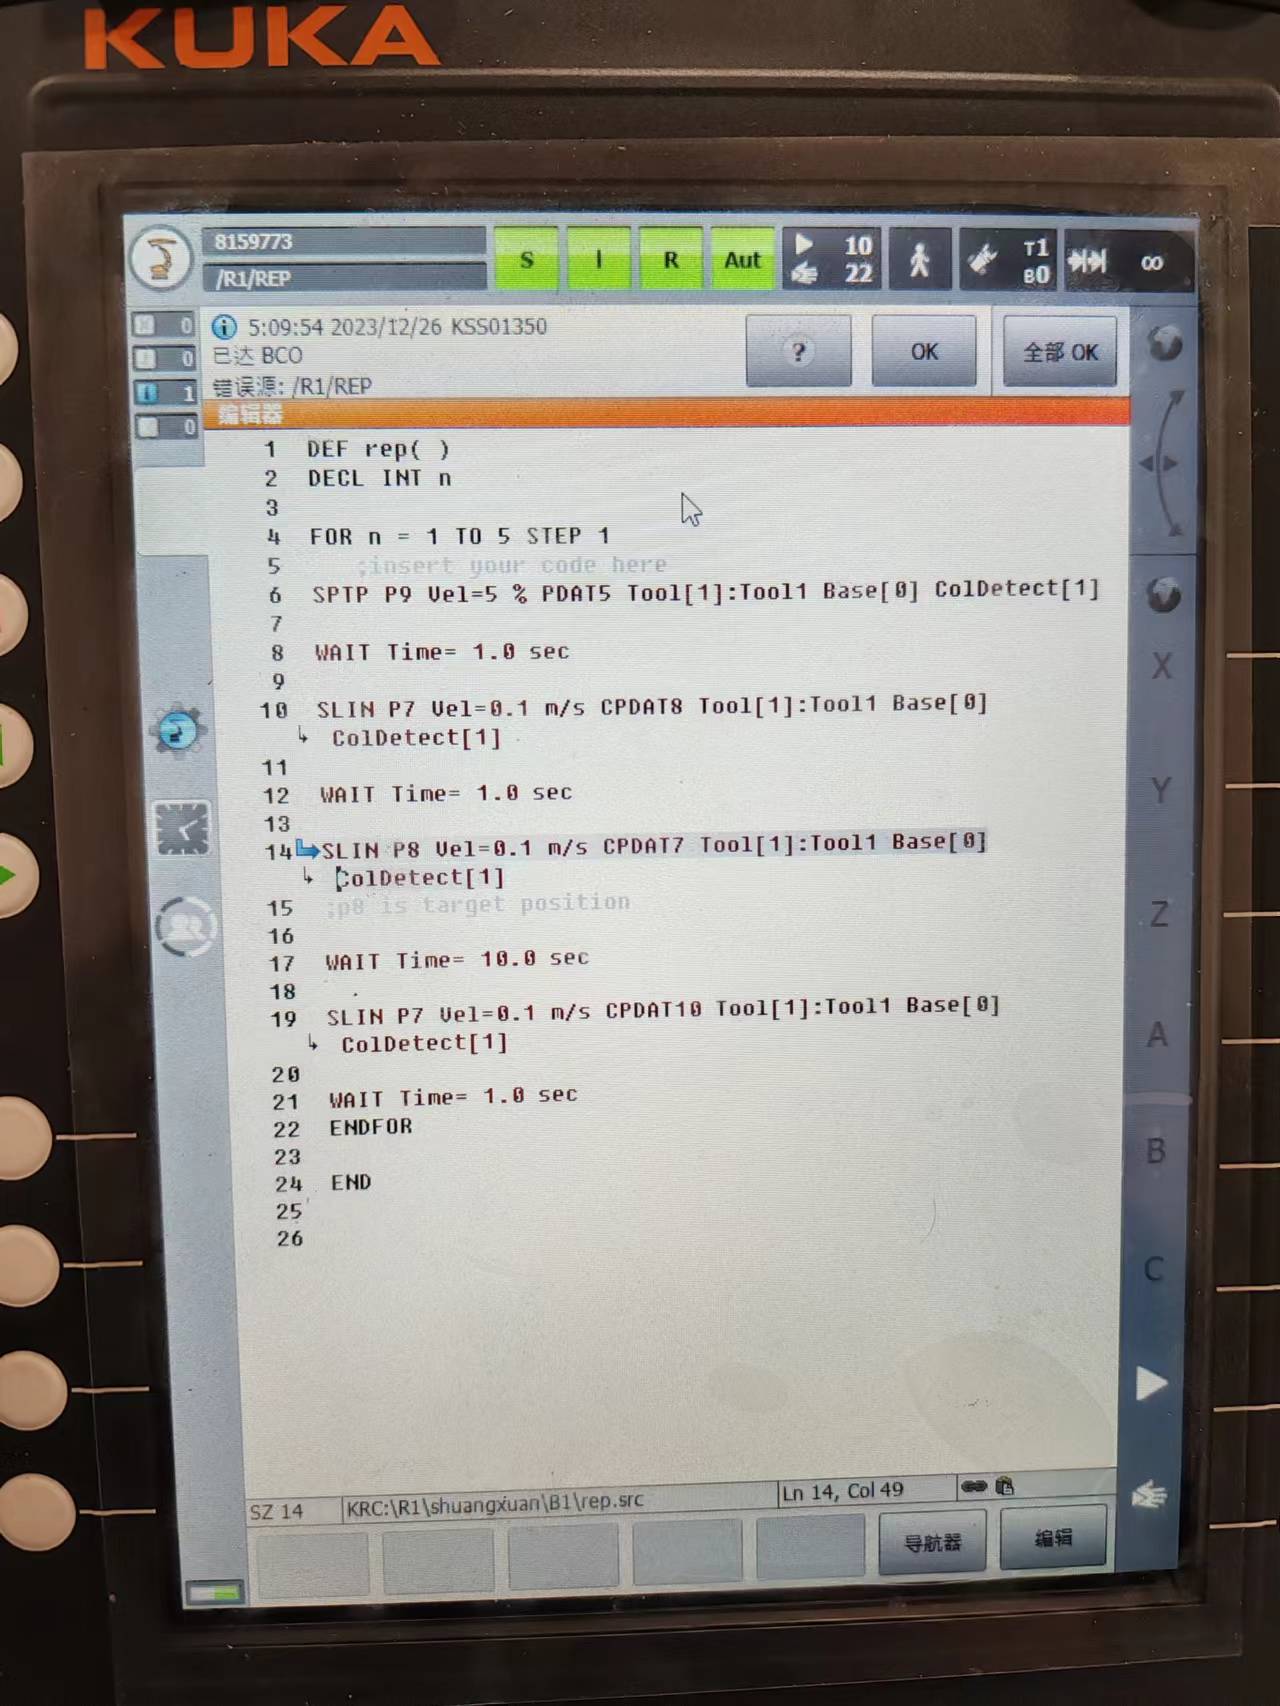 KUKA
8159773
/R1/REP
S I R Aut
10
22
T1
B0
∞
0
0
1
0
5:09:54 2023/12/26 KSS01350
已达 BCO
错误源: /R1/REP
?
OK
全部 OK
编辑器
1 DEF rep( )
2 DECL INT n
3
4 FOR n = 1 TO 5 STEP 1
5 ;insert your code here
6 SPTP P9 Vel=5 % PDAT5 Tool[1]:Tool1 Base[0] ColDetect[1]
7
8 WAIT Time= 1.0 sec
9
10 SLIN P7 Vel=0.1 m/s CPDAT8 Tool[1]:Tool1 Base[0]
ColDetect[1]
11
12 WAIT Time= 1.0 sec
13
14 SLIN P8 Vel=0.1 m/s CPDAT7 Tool[1]:Tool1 Base[0]
ColDetect[1]
15 ;p8 is target position
16
17 WAIT Time= 10.0 sec
18
19 SLIN P7 Vel=0.1 m/s CPDAT10 Tool[1]:Tool1 Base[0]
ColDetect[1]
20
21 WAIT Time= 1.0 sec
22 ENDFOR
23
24 END
25
26
X
Y
Z
A
B
C
SZ 14
KRC:\R1\shuangxuan\B1\rep.src
Ln 14, Col 49
导航器
编辑